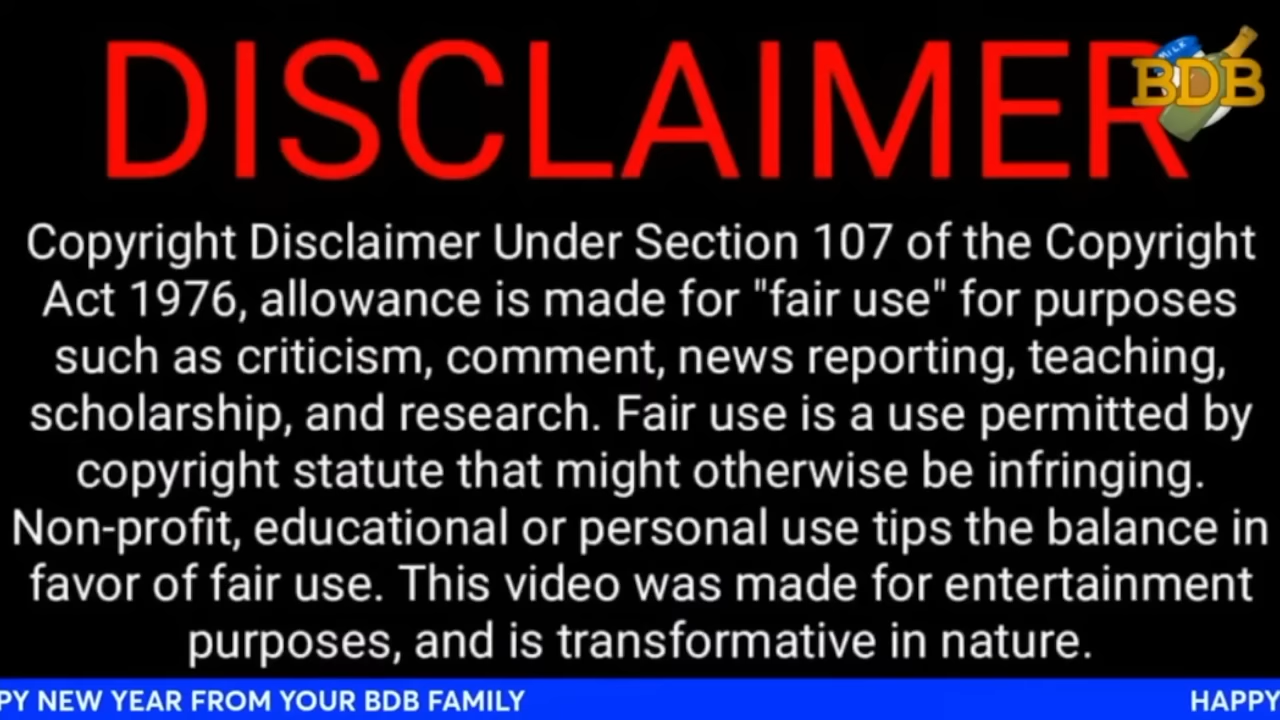 DISCLAIMER
MILK
BDB
Copyright Disclaimer Under Section 107 of the Copyright
Act 1976, allowance is made for "fair use" for purposes
such as criticism, comment, news reporting, teaching,
scholarship, and research. Fair use is a use permitted by
copyright statute that might otherwise be infringing.
Non-profit, educational or personal use tips the balance in
favor of fair use. This video was made for entertainment
purposes, and is transformative in nature.
PY NEW YEAR FROM YOUR BDB FAMILY HAPPY